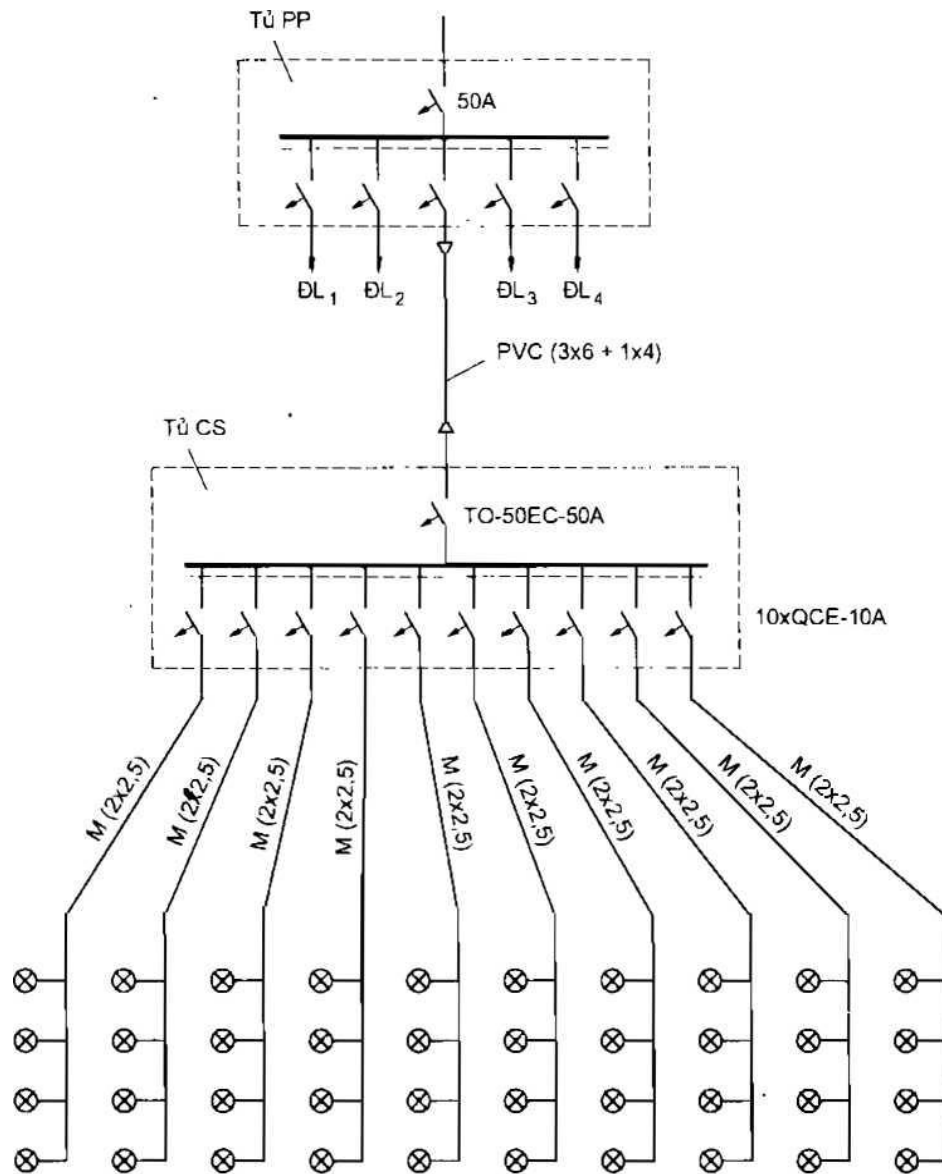 Tủ PP
50A
ĐL1 ĐL2 ĐL3 ĐL4
PVC (3x6 + 1x4)
Tủ CS
TO-50EC-50A
10xQCE-10A
M (2x2,5)
M (2x2,5)
M (2x2,5)
M (2x2,5)
M (2x2,5)
M (2x2,5)
M (2x2,5)
M (2x2,5)
M (2x2,5)
M (2x2,5)